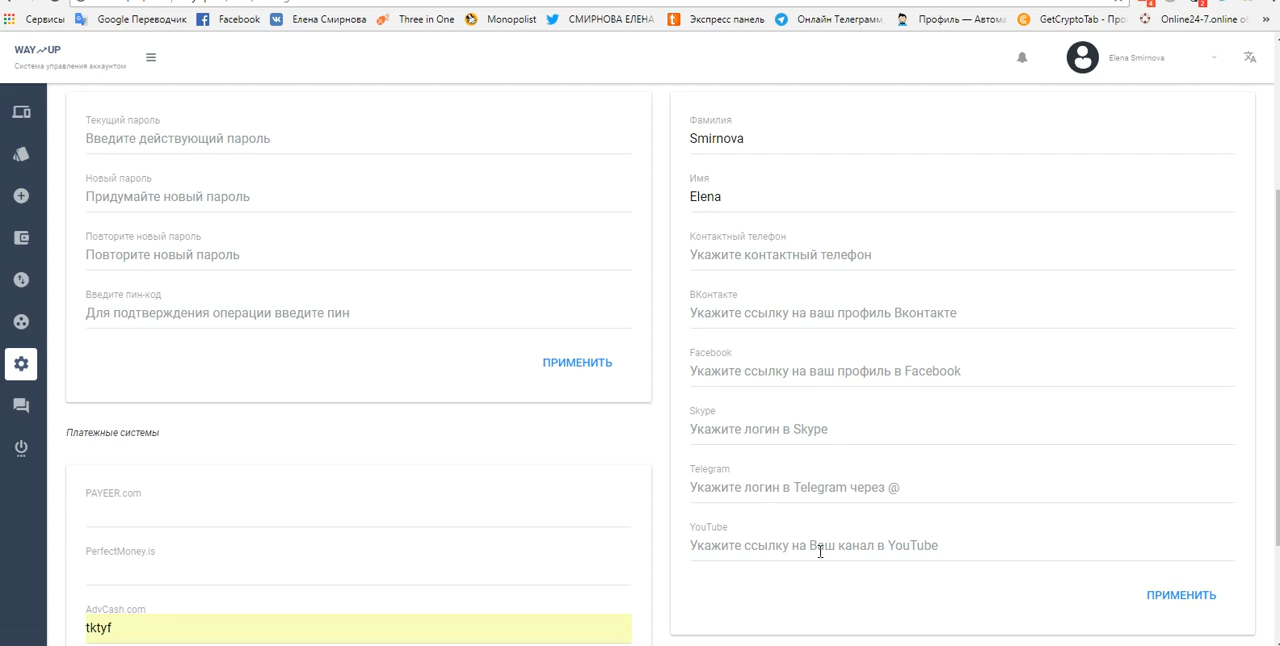 Сервисы Google Переводчик Facebook Елена Смирнова Three in One Monopolist СМИРНОВА ЕЛЕНА Экспресс панель Онлайн Телеграмм Профиль — Автома GetCryptoTab - Про Online24-7.online »
WAY UP
Система управления аккаунтом
Elena Smirnova
Текущий пароль
Введите действующий пароль
Новый пароль
Придумайте новый пароль
Повторите новый пароль
Повторите новый пароль
Введите пин-код
Для подтверждения операции введите пин
ПРИМЕНИТЬ
Платежные системы
PAYEER.com
PerfectMoney.is
AdvCash.com
tktyf
Фамилия
Smirnova
Имя
Elena
Контактный телефон
Укажите контактный телефон
ВКонтакте
Укажите ссылку на ваш профиль Вконтакте
Facebook
Укажите ссылку на ваш профиль в Facebook
Skype
Укажите логин в Skype
Telegram
Укажите логин в Telegram через @
YouTube
Укажите ссылку на Ваш канал в YouTube
ПРИМЕНИТЬ